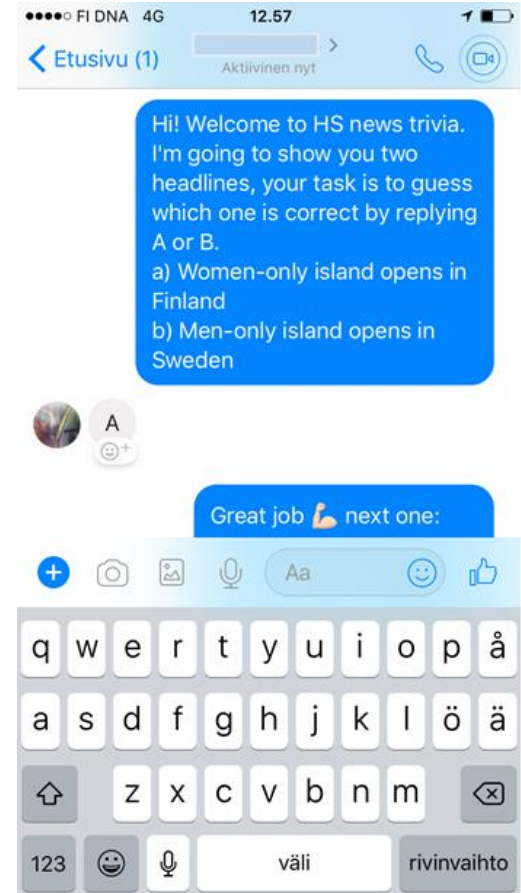 FI DNA 4G 12.57
Etusivu (1)
Aktiivinen nyt
Hi! Welcome to HS news trivia.
I'm going to show you two
headlines, your task is to guess
which one is correct by replying
A or B.
a) Women-only island opens in
Finland
b) Men-only island opens in
Sweden
A
Great job 💪🏻 next one:
Aa
q w e r t y u i o p å
a s d f g h j k l ö ä
z x c v b n m
123 väli rivinvaihto